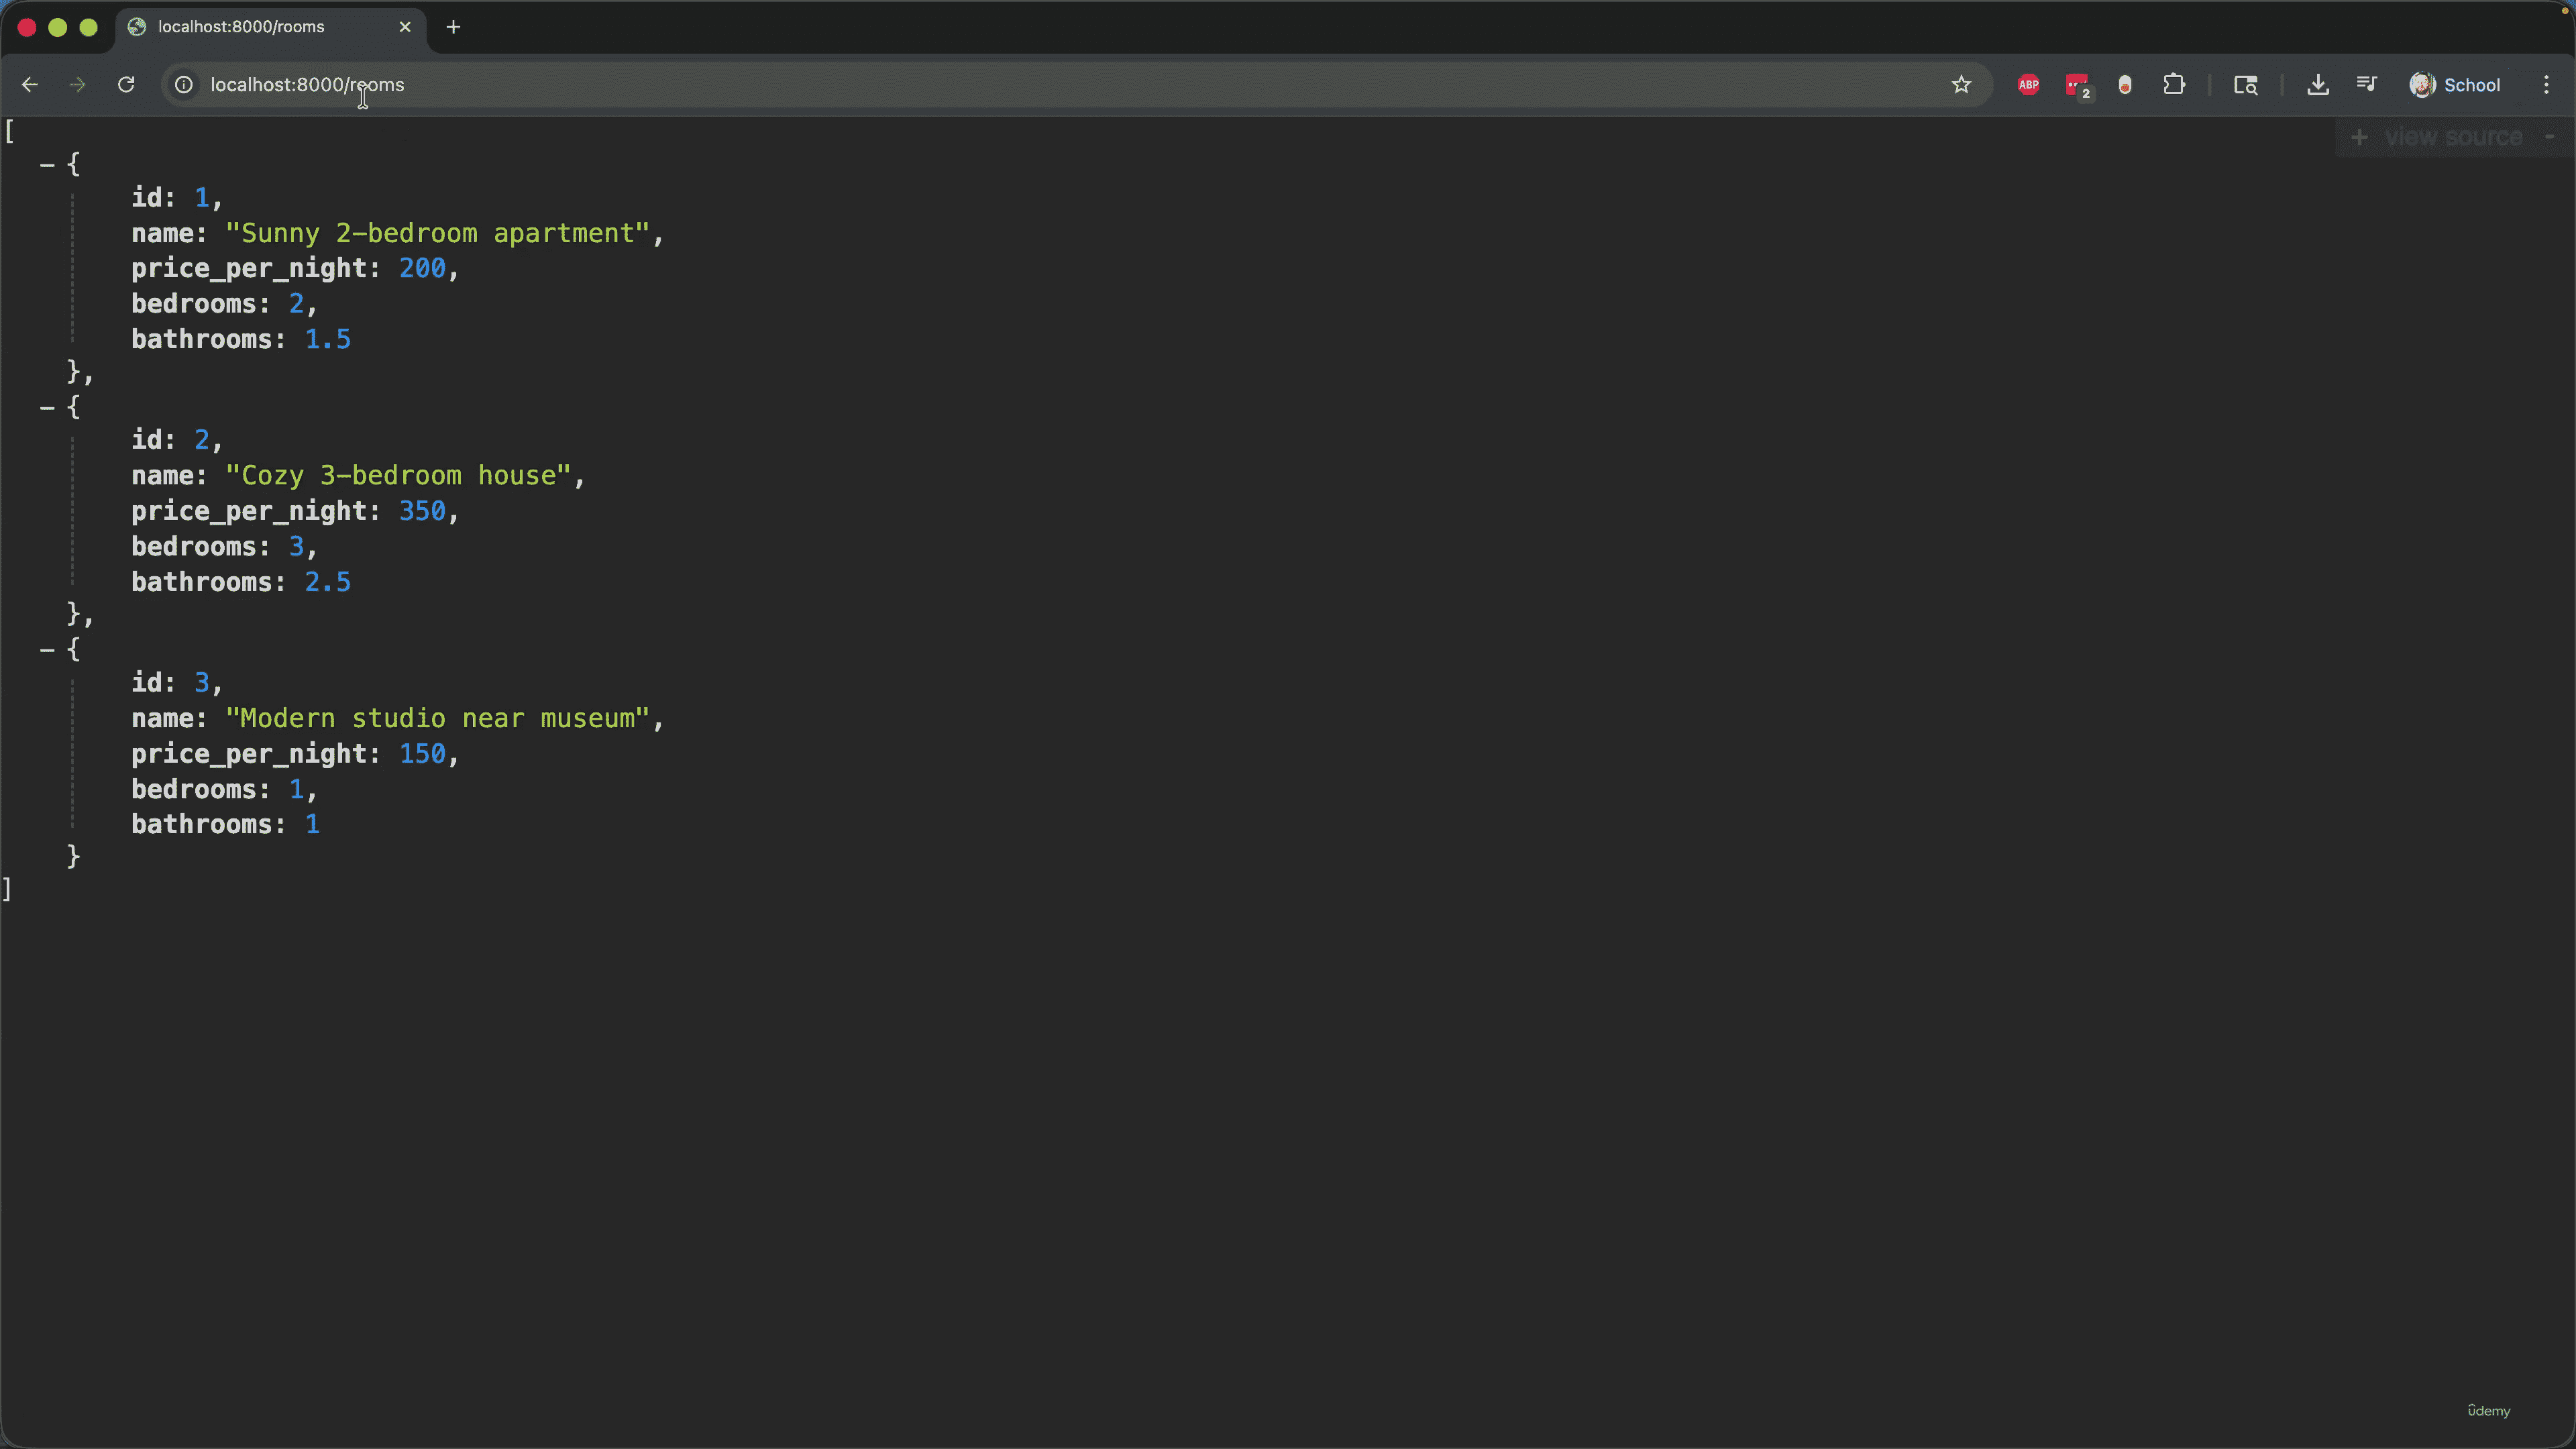 localhost:8000/rooms
localhost:8000/rooms
ABP
2
School
+ view source -
[
– {
id: 1,
name: "Sunny 2-bedroom apartment",
price_per_night: 200,
bedrooms: 2,
bathrooms: 1.5
},
– {
id: 2,
name: "Cozy 3-bedroom house",
price_per_night: 350,
bedrooms: 3,
bathrooms: 2.5
},
– {
id: 3,
name: "Modern studio near museum",
price_per_night: 150,
bedrooms: 1,
bathrooms: 1
}
]
ûdemy